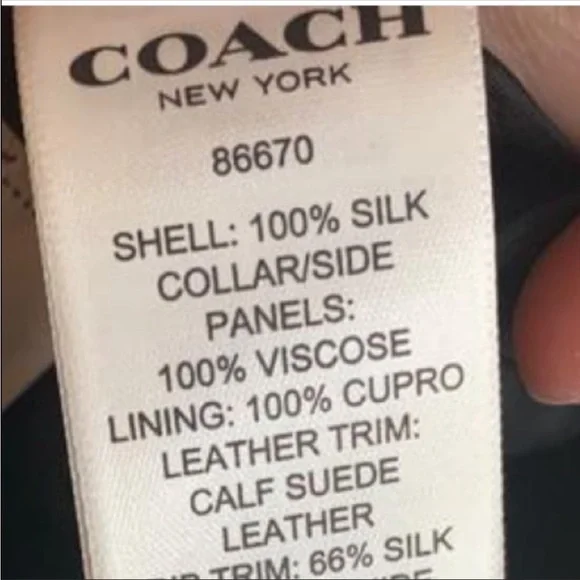 COACH
NEW YORK
86670
SHELL: 100% SILK
COLLAR/SIDE
PANELS:
100% VISCOSE
LINING: 100% CUPRO
LEATHER TRIM:
CALF SUEDE
LEATHER
TRIM: 66% SILK